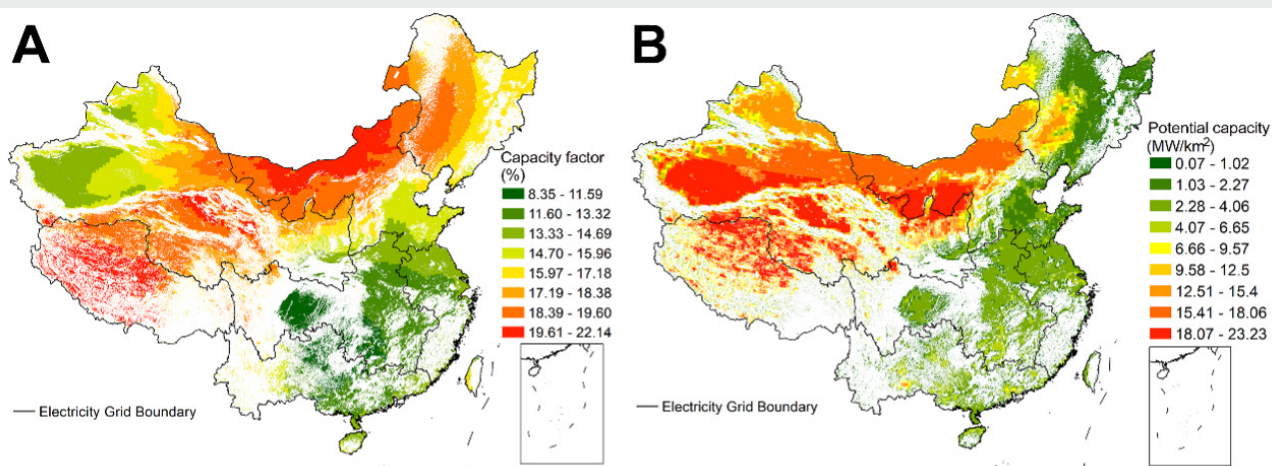 A
Capacity factor
(%)
8.35 - 11.59
11.60 - 13.32
13.33 - 14.69
14.70 - 15.96
15.97 - 17.18
17.19 - 18.38
18.39 - 19.60
19.61 - 22.14
Electricity Grid Boundary
B
Potential capacity
(MW/km²)
0.07 - 1.02
1.03 - 2.27
2.28 - 4.06
4.07 - 6.65
6.66 - 9.57
9.58 - 12.5
12.51 - 15.4
15.41 - 18.06
18.07 - 23.23
Electricity Grid Boundary